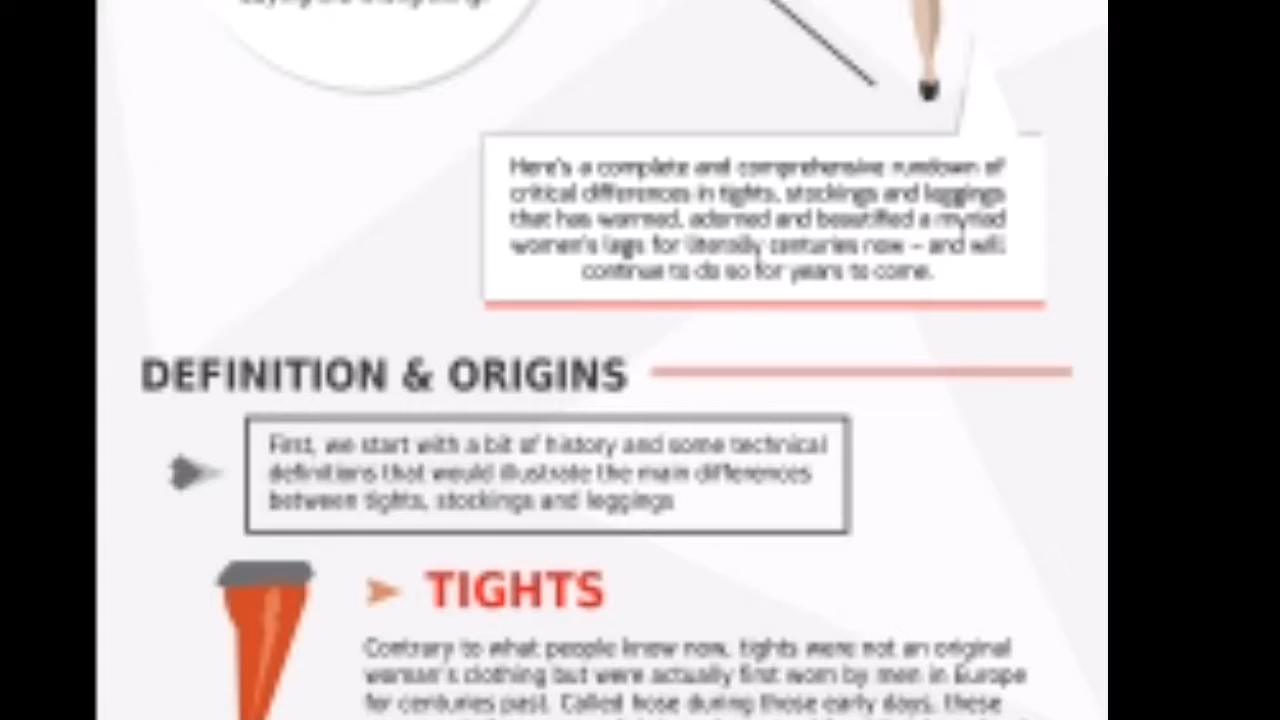 Here's a complete and comprehensive rundown of
critical differences in tights, stockings and leggings
that has warmed, adorned and beautified a myriad
women's legs for literally centuries now – and will
continue to do so for years to come.
DEFINITION & ORIGINS
First, we start with a bit of history and some technical
definitions that would illustrate the main differences
between tights, stockings and leggings
TIGHTS
Contrary to what people know now, tights were not an original
woman's clothing but were actually first worn by men in Europe
for centuries past. Called hose during those early days, these